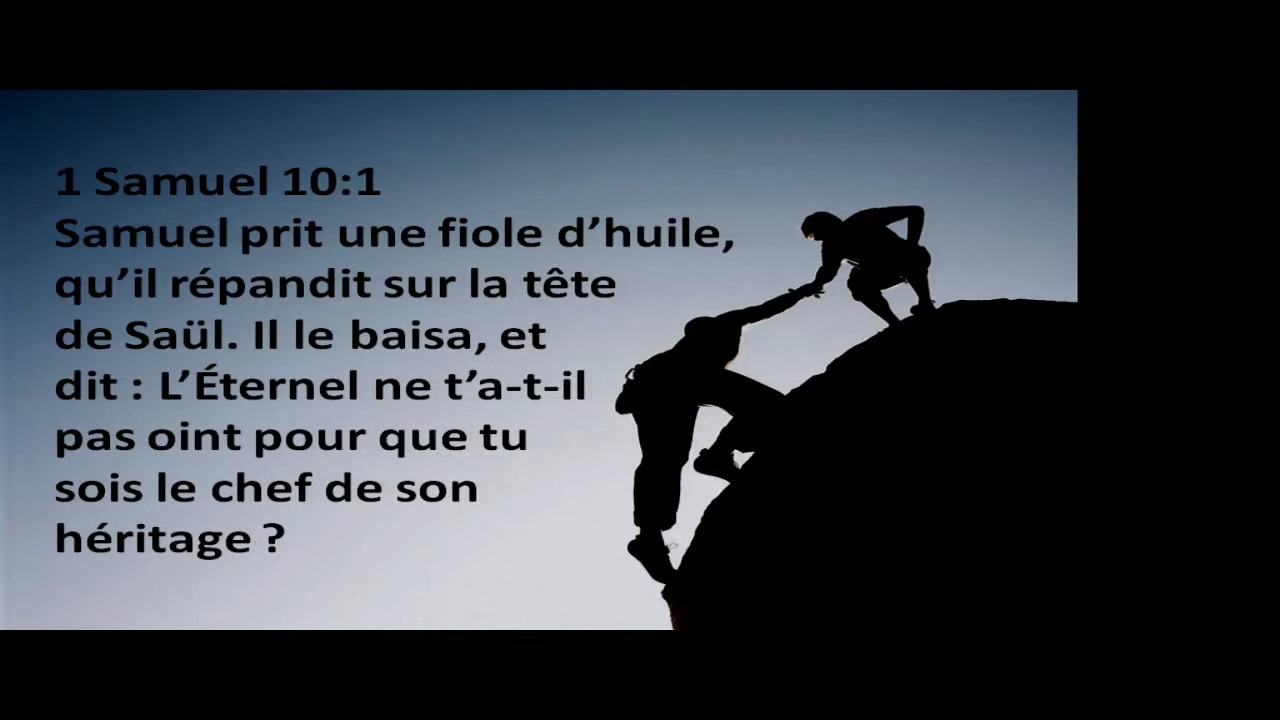 1 Samuel 10:1
Samuel prit une fiole d’huile,
qu’il répandit sur la tête
de Saül. Il le baisa, et
dit : L’Éternel ne t’a-t-il
pas oint pour que tu
sois le chef de son
héritage ?